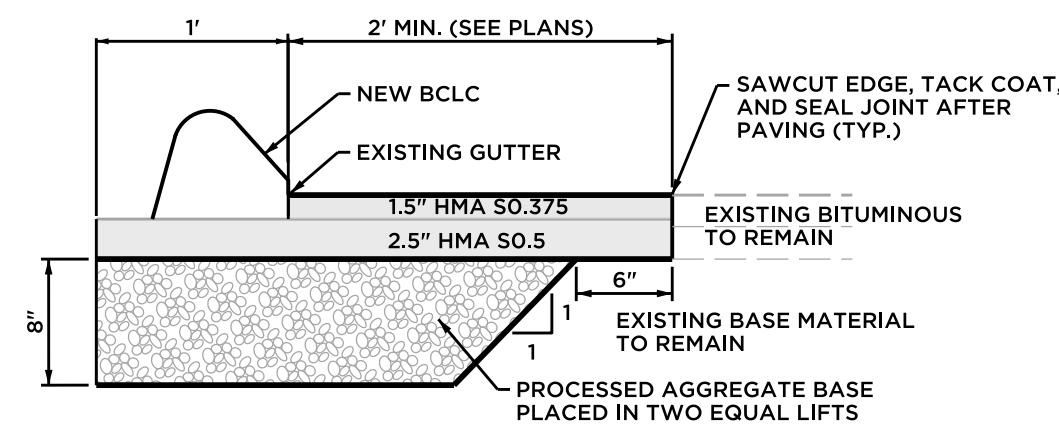 1'
2' MIN. (SEE PLANS)
NEW BCLC
SAWCUT EDGE, TACK COAT,
AND SEAL JOINT AFTER
PAVING (TYP.)
EXISTING GUTTER
1.5" HMA S0.375
2.5" HMA S0.5
EXISTING BITUMINOUS
TO REMAIN
8"
6"
1
1
EXISTING BASE MATERIAL
TO REMAIN
PROCESSED AGGREGATE BASE
PLACED IN TWO EQUAL LIFTS